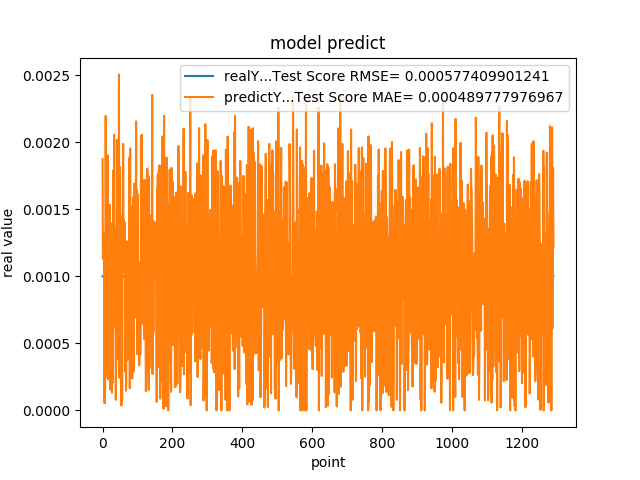 model predict
realY...Test Score RMSE= 0.000577409901241
predictY...Test Score MAE= 0.000489777976967
0.0025
0.0020
0.0015
0.0010
0.0005
0.0000
real value
0 200 400 600 800 1000 1200
point